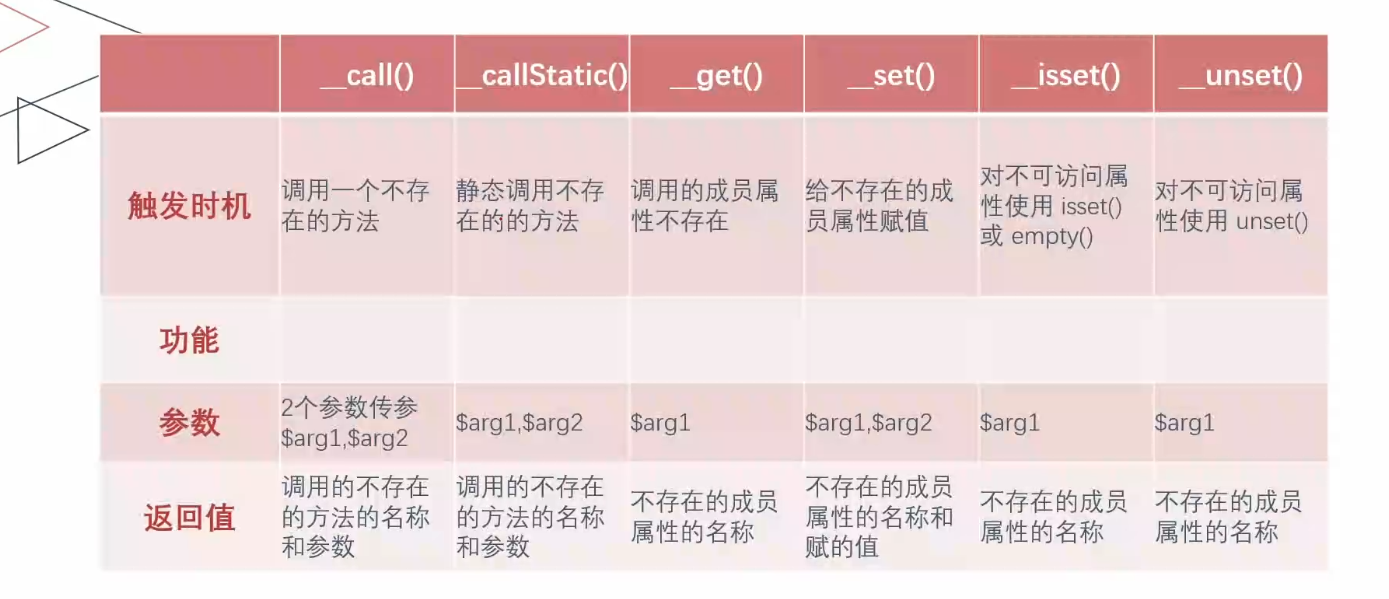 __call() __callStatic() __get() __set() __isset() __unset()
触发时机
调用一个不存
在的方法
静态调用不存
在的的方法
调用的成员属
性不存在
给不存在的成
员属性赋值
对不可访问属
性使用 isset()
或 empty()
对不可访问属
性使用 unset()
功能
参数
2个参数传参
$arg1,$arg2
$arg1,$arg2
$arg1
$arg1,$arg2
$arg1
$arg1
返回值
调用的不存在
的方法的名称
和参数
调用的不存在
的方法的名称
和参数
不存在的成员
属性的名称
不存在的成员
属性的名称和
赋的值
不存在的成员
属性的名称
不存在的成员
属性的名称